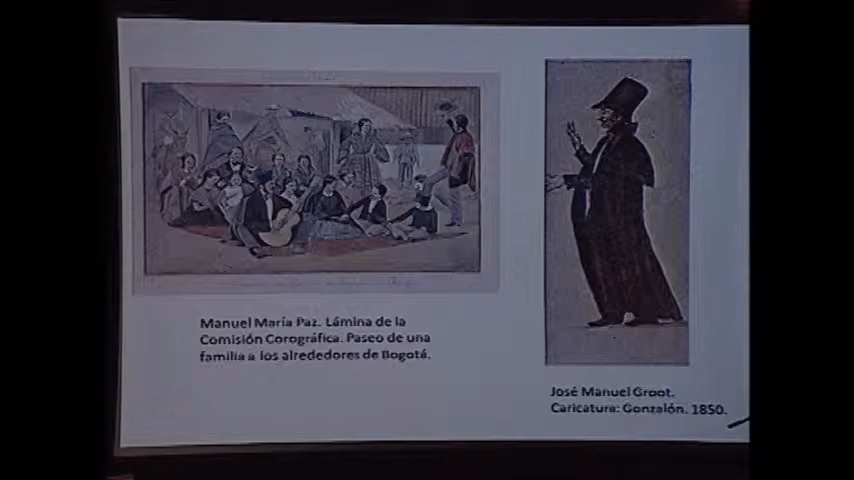 Manuel María Paz. Lámina de la
Comisión Corográfica. Paseo de una
familia a los alrededores de Bogotá.
José Manuel Groot.
Caricatura: Gonzalón. 1850.